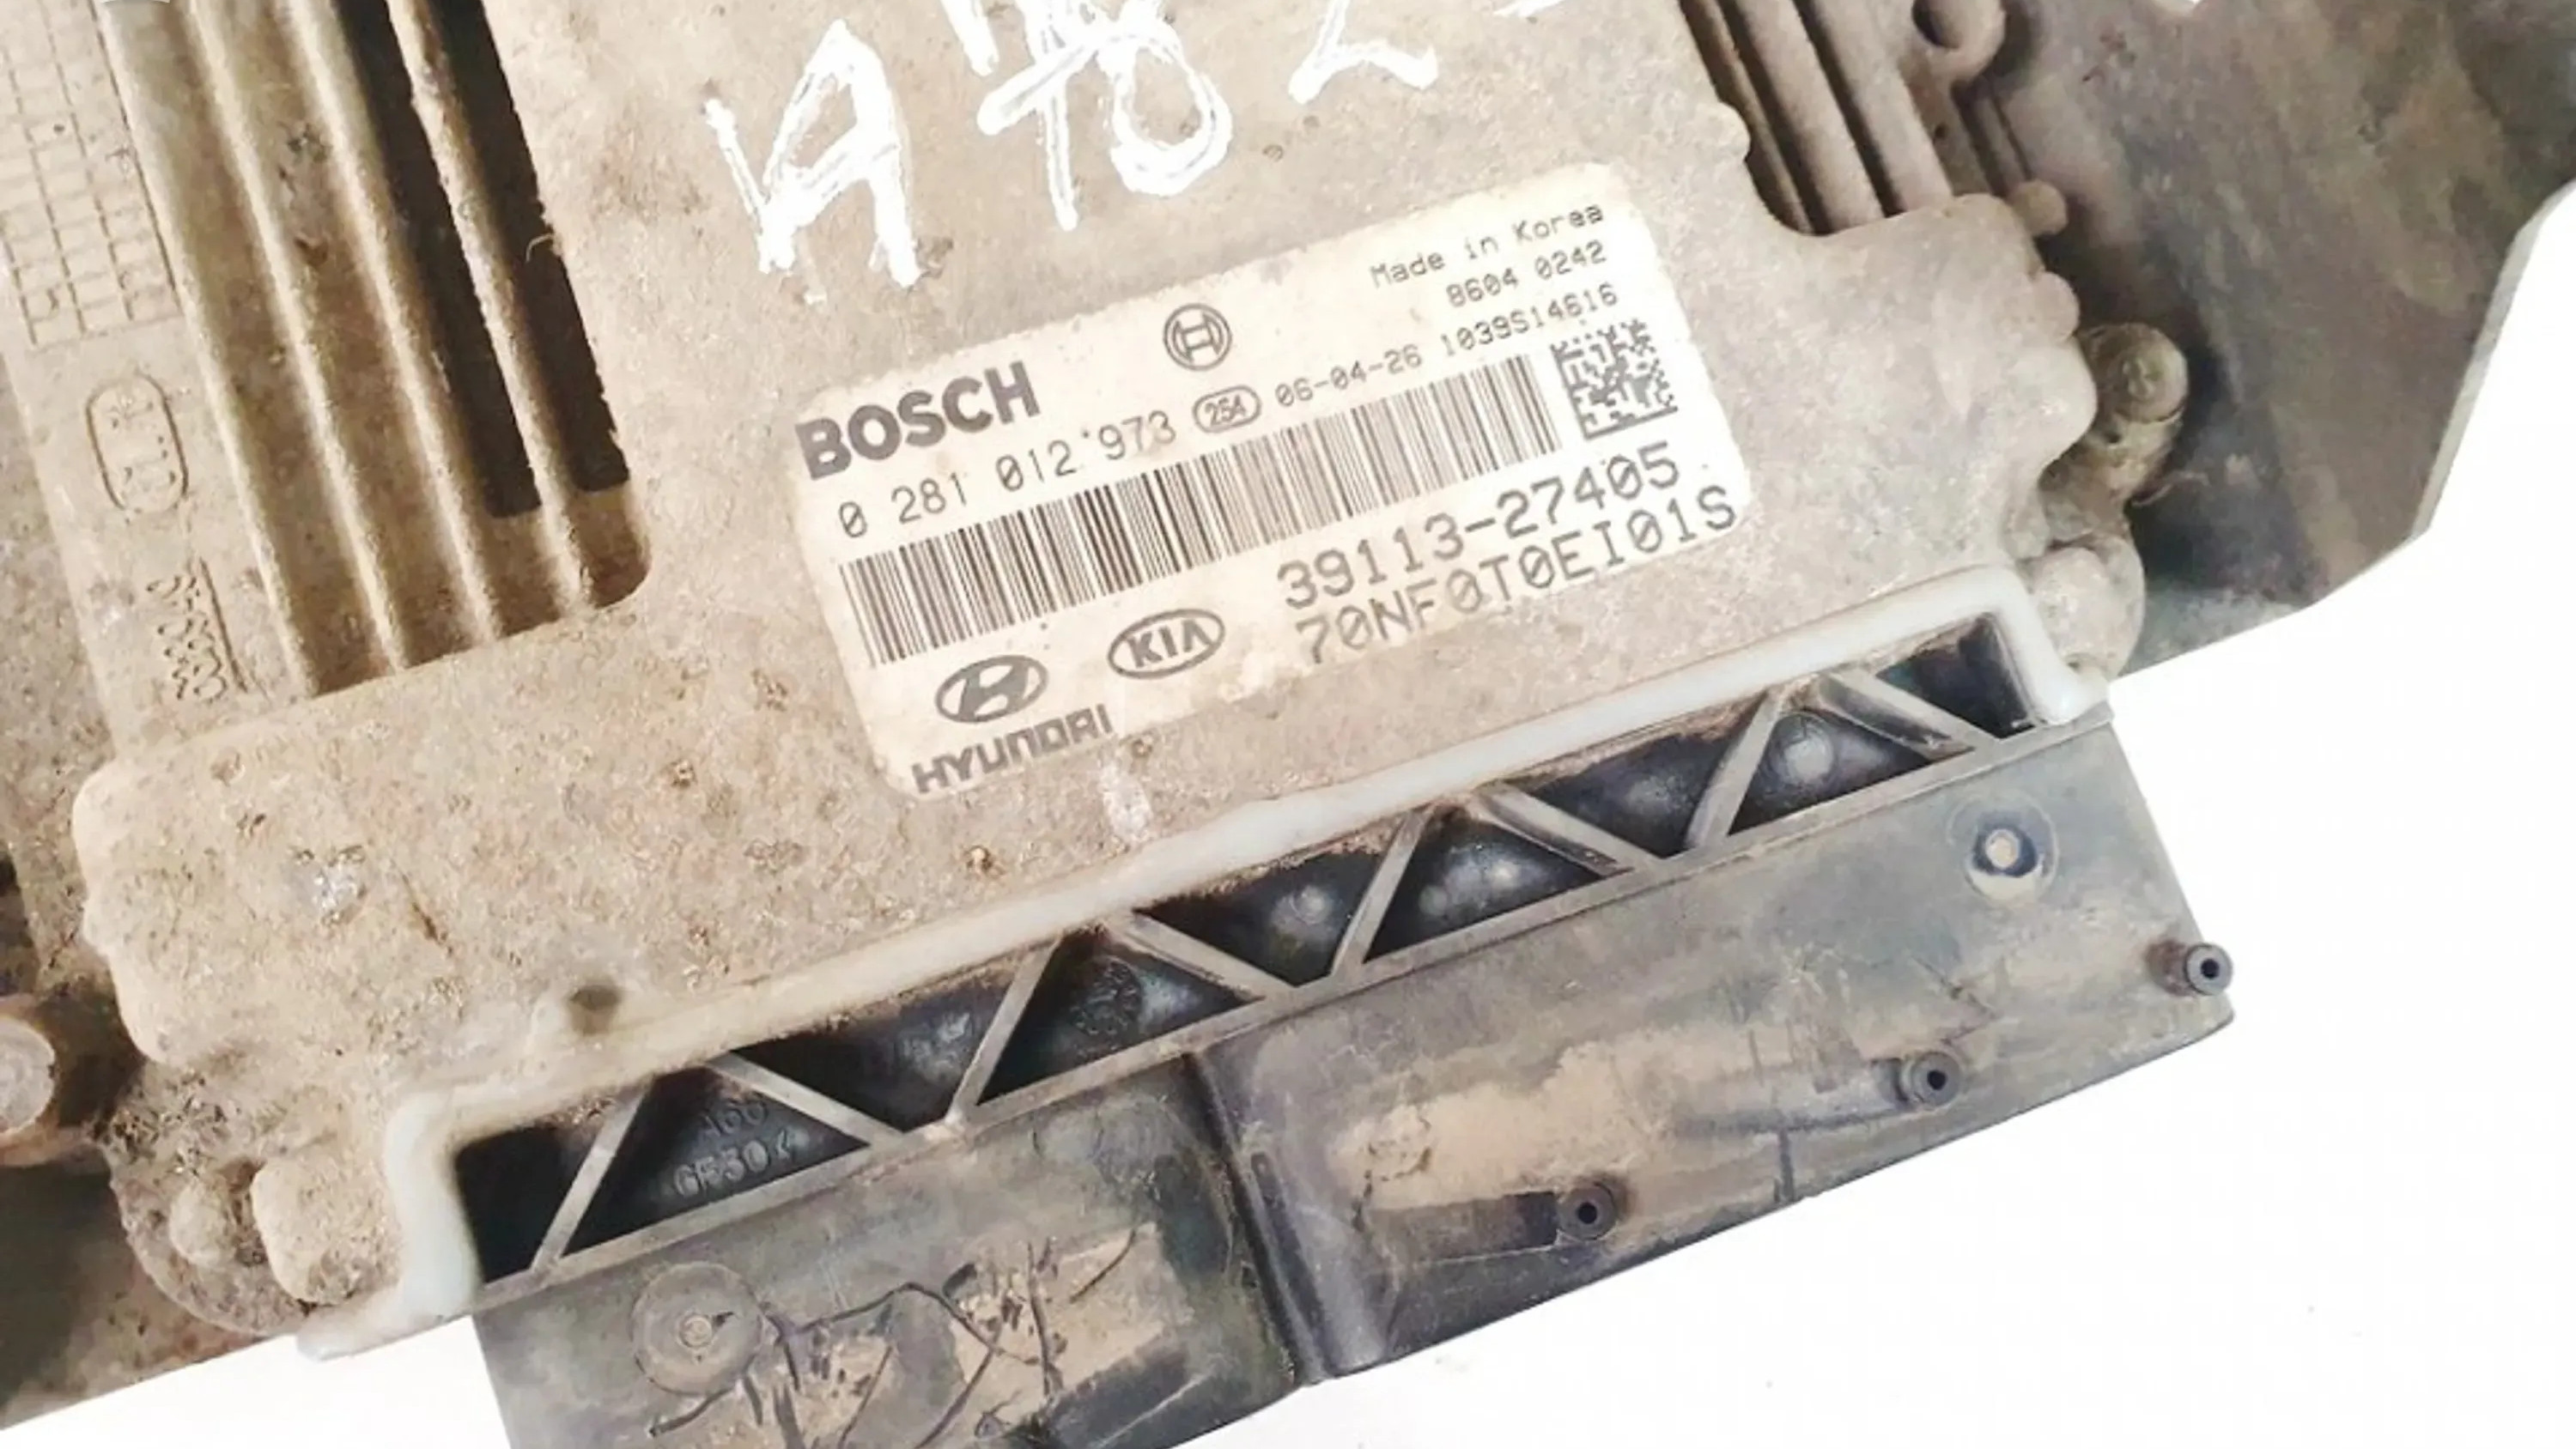 Made in Korea
8604 0242
BOSCH
0 281 012 973 254 06-04-26 1039S14616
39113-27405
70NF0T0EI01S
KIA
HYUNDAI
GF30<